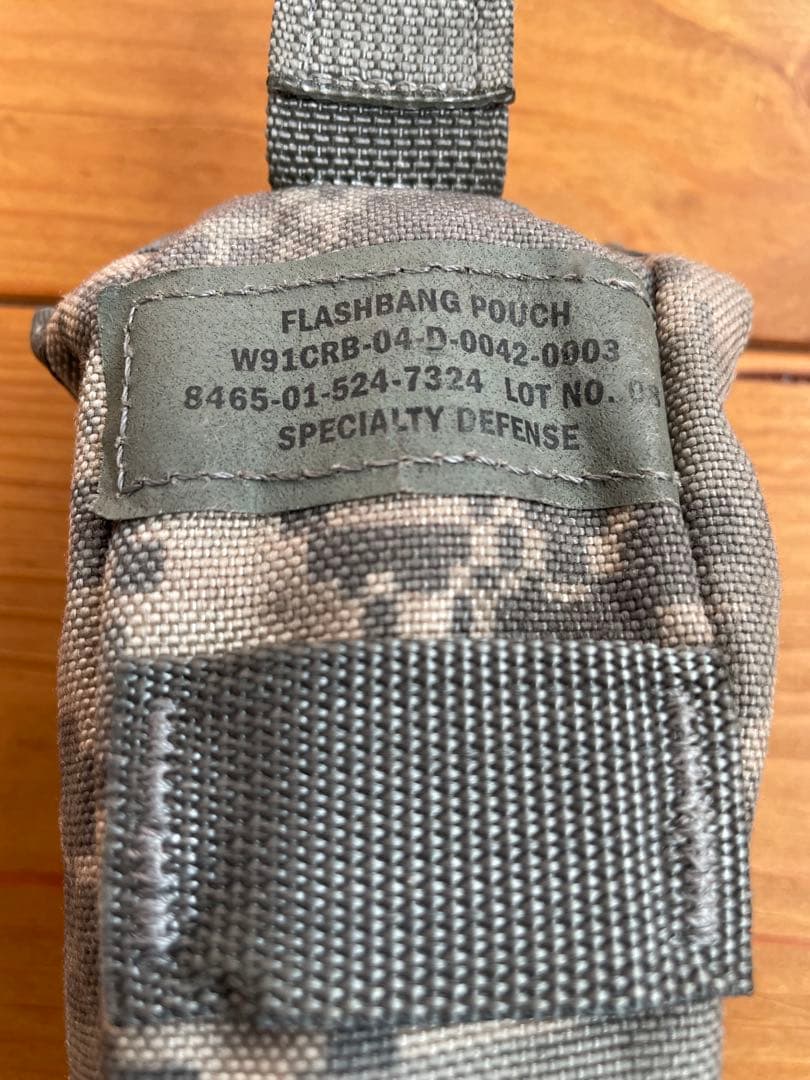 FLASHBANG POUCH
W91CRB-04-D-0042-0003
8465-01-524-7324 LOT NO.
SPECIALTY DEFENSE